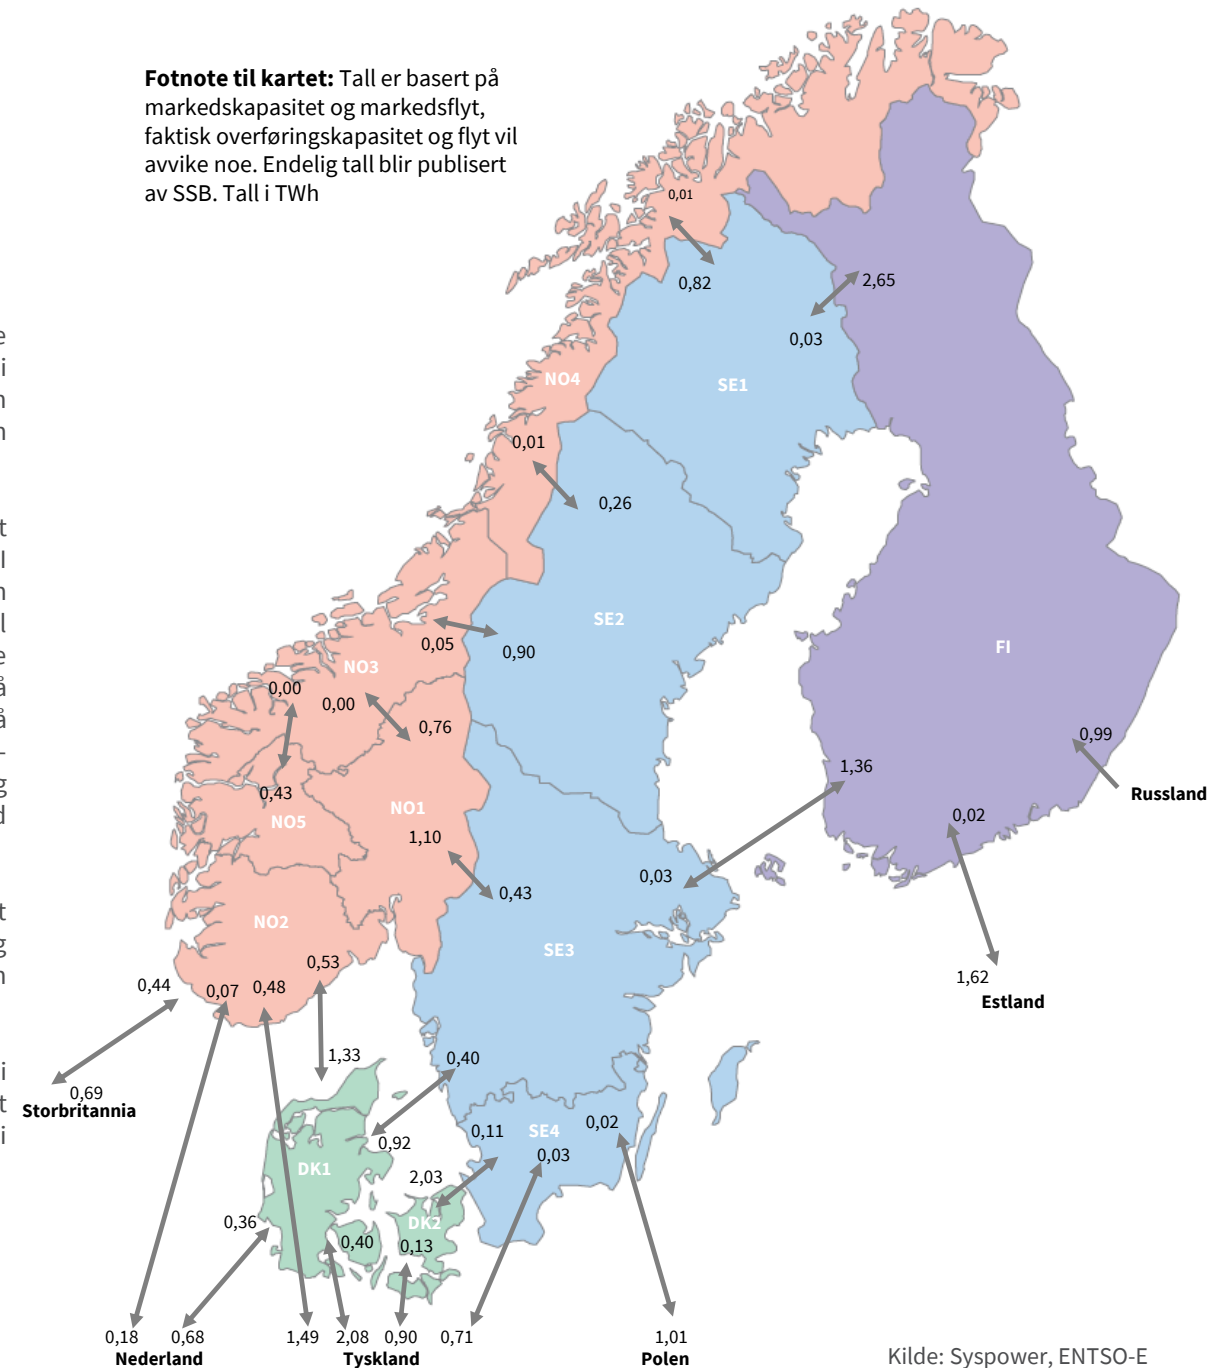 Fotnote til kartet: Tall er basert på
markedskapasitet og markedsflyt,
faktisk overføringskapasitet og flyt vil
avvike noe. Endelig tall blir publisert
av SSB. Tall i TWh
0,01
0,82
2,65
0,03
NO4
SE1
0,01
0,26
SE2
0,05
0,90
FI
NO3
0,00
0,00
0,76
0,99
1,36
Russland
0,43
NO1
0,02
NO5
1,10
0,03
0,43
NO2
SE3
0,53
0,44
0,07
0,48
1,62
Estland
1,33
0,40
0,69
Storbritannia
0,11
SE4
0,02
0,92
0,03
DK1
2,03
0,36
DK2
0,40
0,13
0,18
0,68
1,49
2,08
0,90
0,71
1,01
Nederland
Tyskland
Polen
Kilde: Syspower, ENTSO-E